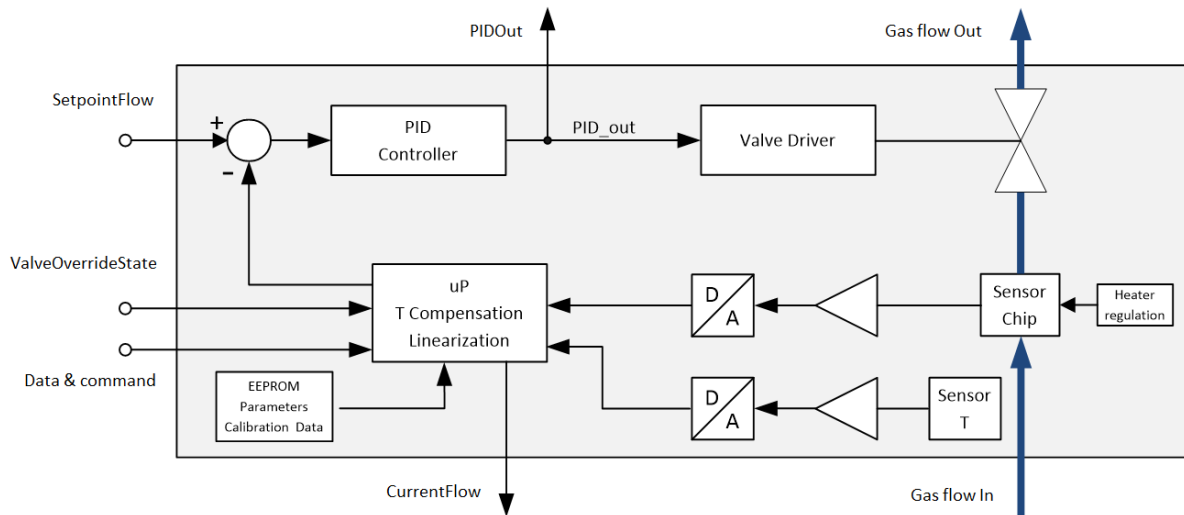 PIDOut
Gas flow Out
SetpointFlow
+
-
PID
Controller
PID_out
Valve Driver
ValveOverrideState
Data & command
uP
T Compensation
Linearization
D
A
Sensor
Chip
Heater
regulation
EEPROM
Parameters
Calibration Data
D
A
Sensor
T
CurrentFlow
Gas flow In